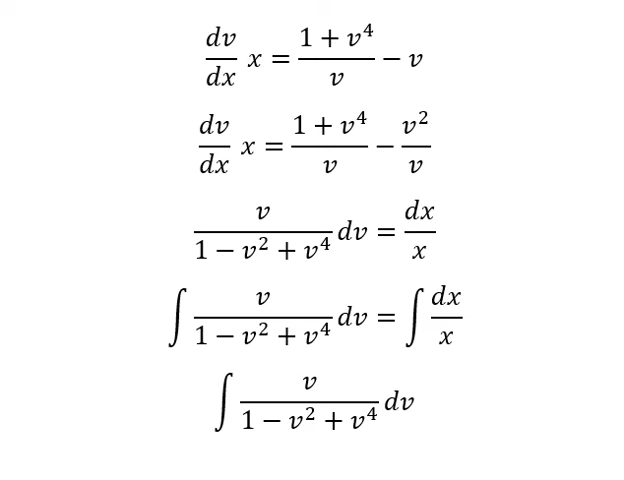 dv/dx x = (1 + v⁴)/v − v
dv/dx x = (1 + v⁴)/v − v²/v
v/(1 − v² + v⁴) dv = dx/x
∫ v/(1 − v² + v⁴) dv = ∫ dx/x
∫ v/(1 − v² + v⁴) dv